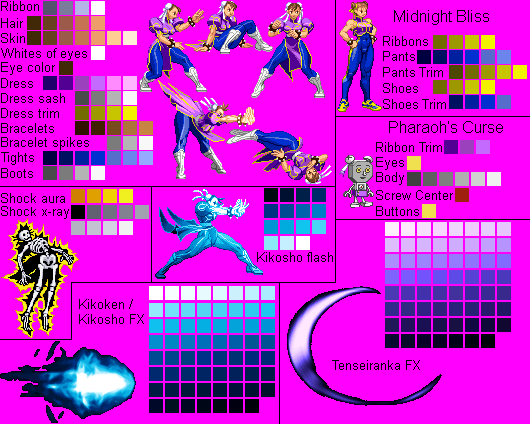 Ribbon
Hair
Skin
Whites of eyes
Eye color
Dress
Dress sash
Dress trim
Bracelets
Bracelet spikes
Tights
Boots
Midnight Bliss
Ribbons
Pants
Pants Trim
Shoes
Shoes Trim
Pharaoh's Curse
Ribbon Trim
Eyes
Body
Screw Center
Buttons
Shock aura
Shock x-ray
Kikosho flash
Kikoken /
Kikosho FX
Tenseiranka FX